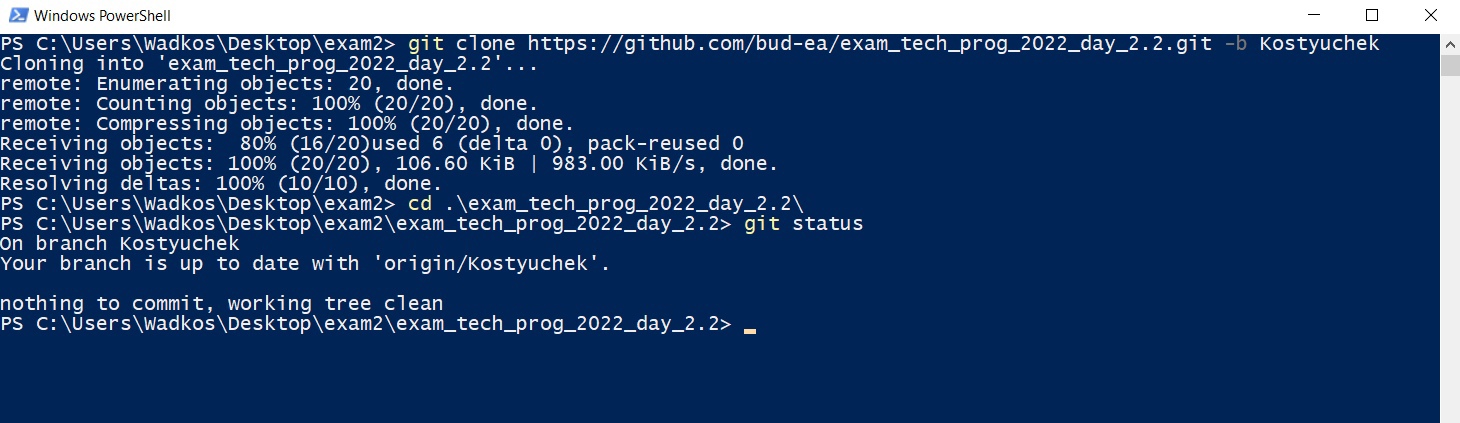 Windows PowerShell
PS C:\Users\Wadkos\Desktop\exam2> git clone https://github.com/bud-ea/exam_tech_prog_2022_day_2.2.git -b Kostyuchek
Cloning into 'exam_tech_prog_2022_day_2.2'...
remote: Enumerating objects: 20, done.
remote: Counting objects: 100% (20/20), done.
remote: Compressing objects: 100% (20/20), done.
Receiving objects:  80% (16/20)used 6 (delta 0), pack-reused 0
Receiving objects: 100% (20/20), 106.60 KiB | 983.00 KiB/s, done.
Resolving deltas: 100% (10/10), done.
PS C:\Users\Wadkos\Desktop\exam2> cd .\exam_tech_prog_2022_day_2.2\
PS C:\Users\Wadkos\Desktop\exam2\exam_tech_prog_2022_day_2.2> git status
On branch Kostyuchek
Your branch is up to date with 'origin/Kostyuchek'.
nothing to commit, working tree clean
PS C:\Users\Wadkos\Desktop\exam2\exam_tech_prog_2022_day_2.2>